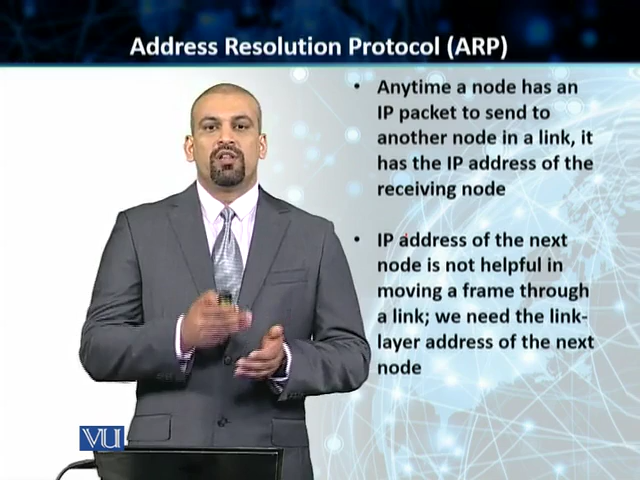 Address Resolution Protocol (ARP)
• Anytime a node has an
IP packet to send to
another node in a link, it
has the IP address of the
receiving node
• IP address of the next
node is not helpful in
moving a frame through
a link; we need the link-
layer address of the next
node
VU